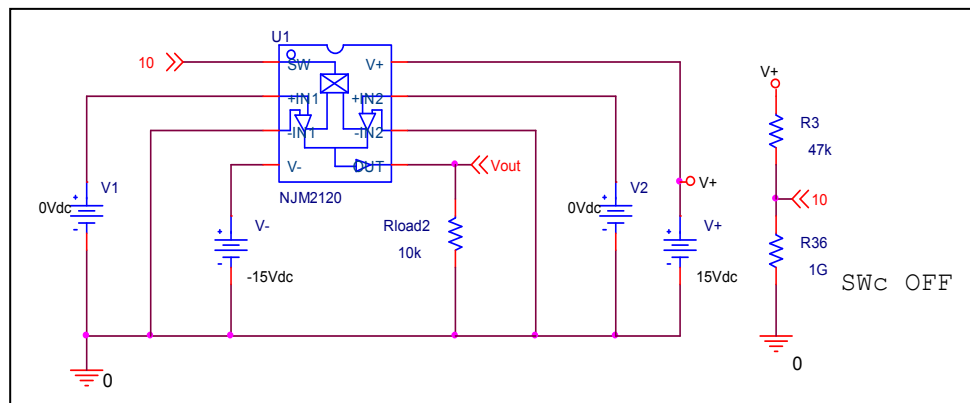 U1
10
SW
V+
+IN1
+IN2
-IN1
-IN2
V-
OUT
NJM2120
Vout
V+
R3
47k
10
R36
1G
SWc OFF
0
V1
0Vdc
V-
-15Vdc
Rload2
10k
V2
0Vdc
V+
V+
15Vdc
0